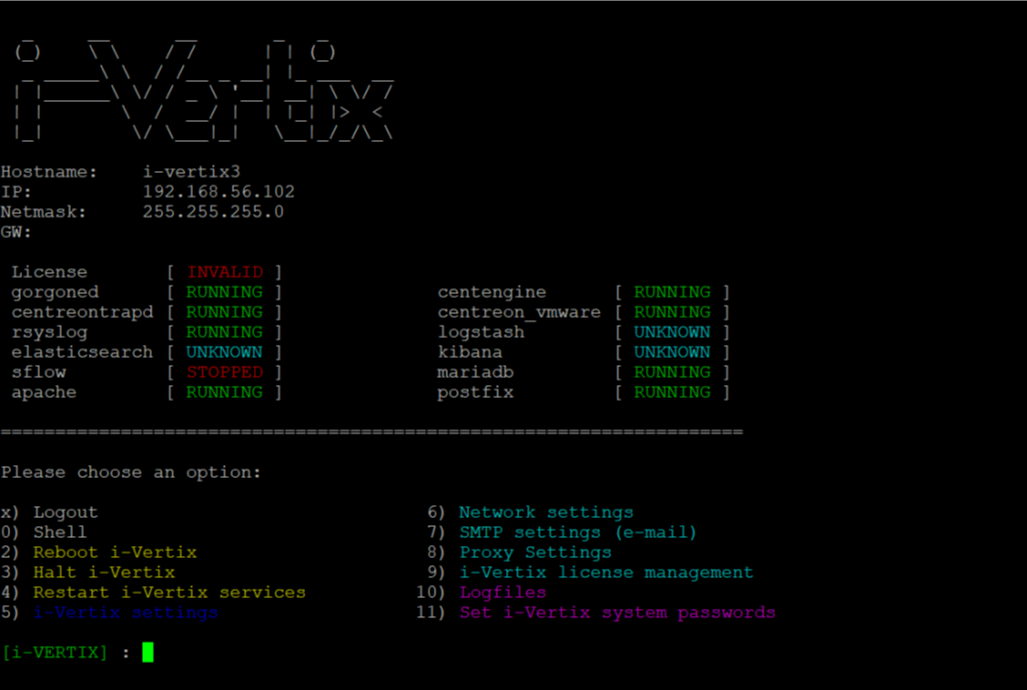 i-Vertix
Hostname: i-vertix3
IP: 192.168.56.102
Netmask: 255.255.255.0
GW:
License [ INVALID ]
gorgoned [ RUNNING ] centengine [ RUNNING ]
centreontrapd [ RUNNING ] centreon_vmware [ RUNNING ]
rsyslog [ RUNNING ] logstash [ UNKNOWN ]
elasticsearch [ UNKNOWN ] kibana [ UNKNOWN ]
sflow [ STOPPED ] mariadb [ RUNNING ]
apache [ RUNNING ] postfix [ RUNNING ]
====================================================================
Please choose an option:
x) Logout 6) Network settings
0) Shell 7) SMTP settings (e-mail)
2) Reboot i-Vertix 8) Proxy Settings
3) Halt i-Vertix 9) i-Vertix license management
4) Restart i-Vertix services 10) Logfiles
5) i-Vertix settings 11) Set i-Vertix system passwords
[i-VERTIX] :